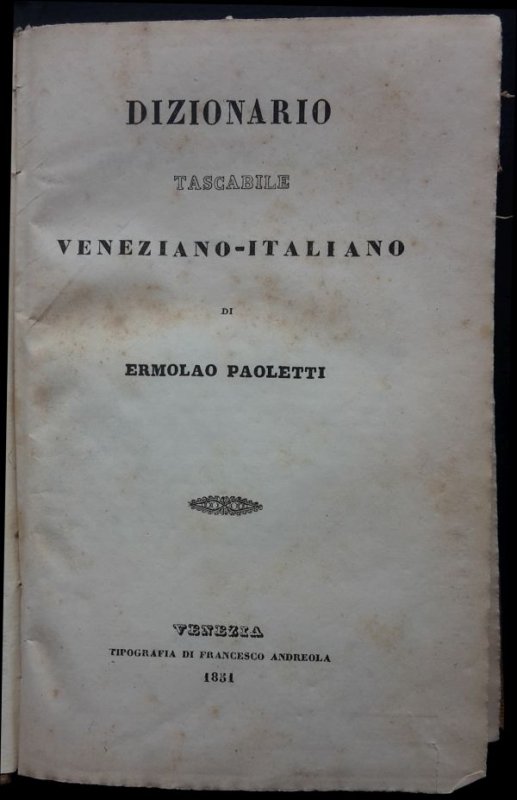 DIZIONARIO
TASCABILE
VENEZIANO-ITALIANO
DI
ERMOLAO PAOLETTI
VENEZIA
TIPOGRAFIA DI FRANCESCO ANDREOLA
1851